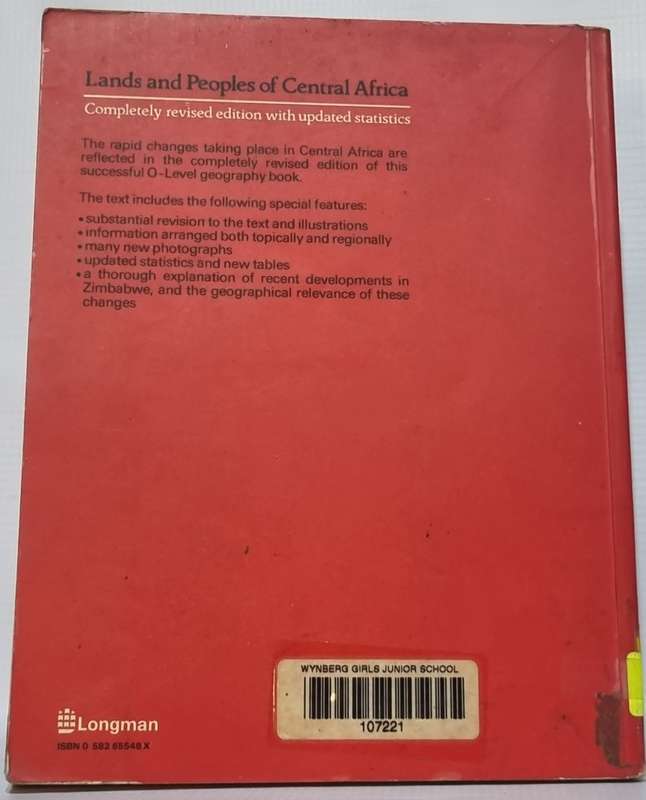 Lands and Peoples of Central Africa
Completely revised edition with updated statistics
The rapid changes taking place in Central Africa are
reflected in the completely revised edition of this
successful O-Level geography book.
The text includes the following special features:
• substantial revision to the text and illustrations
• information arranged both topically and regionally
• many new photographs
• updated statistics and new tables
• a thorough explanation of recent developments in
Zimbabwe, and the geographical relevance of these
changes
WYNBERG GIRLS JUNIOR SCHOOL
107221
Longman
ISBN 0 582 65548 X